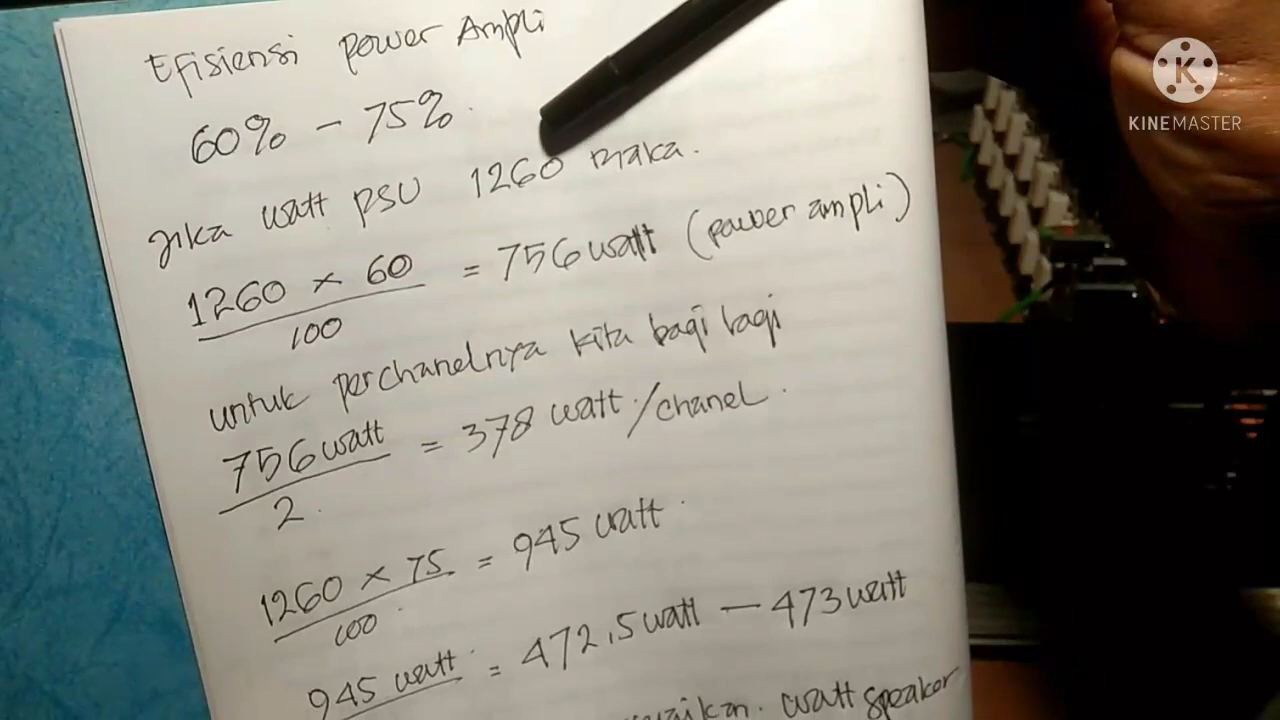 Efisiensi power Ampli
60% - 75%.
Jika watt PSU 1260 maka.
1260 x 60 = 756 watt (power ampli)
100
untuk perchanelnya kita bagi lagi
756 watt = 378 watt./chanel.
2.
1260 x 75 = 945 watt.
100.
945 watt = 472,5 watt — 473 watt
watt speaker
K
KINEMASTER